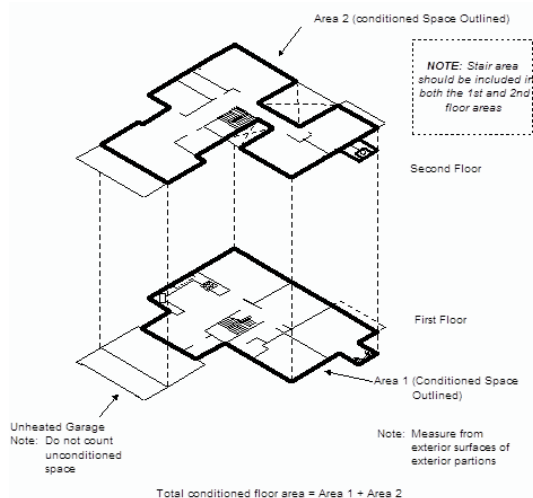 Area 2 (conditioned Space Outlined)
NOTE: Stair area
should be included in
both the 1st and 2nd
floor areas
Second Floor
First Floor
Area 1 (Conditioned Space
Outlined)
Unheated Garage
Note: Do not count
unconditioned
space
Note: Measure from
exterior surfaces of
exterior partions
Total conditioned floor area = Area 1 + Area 2